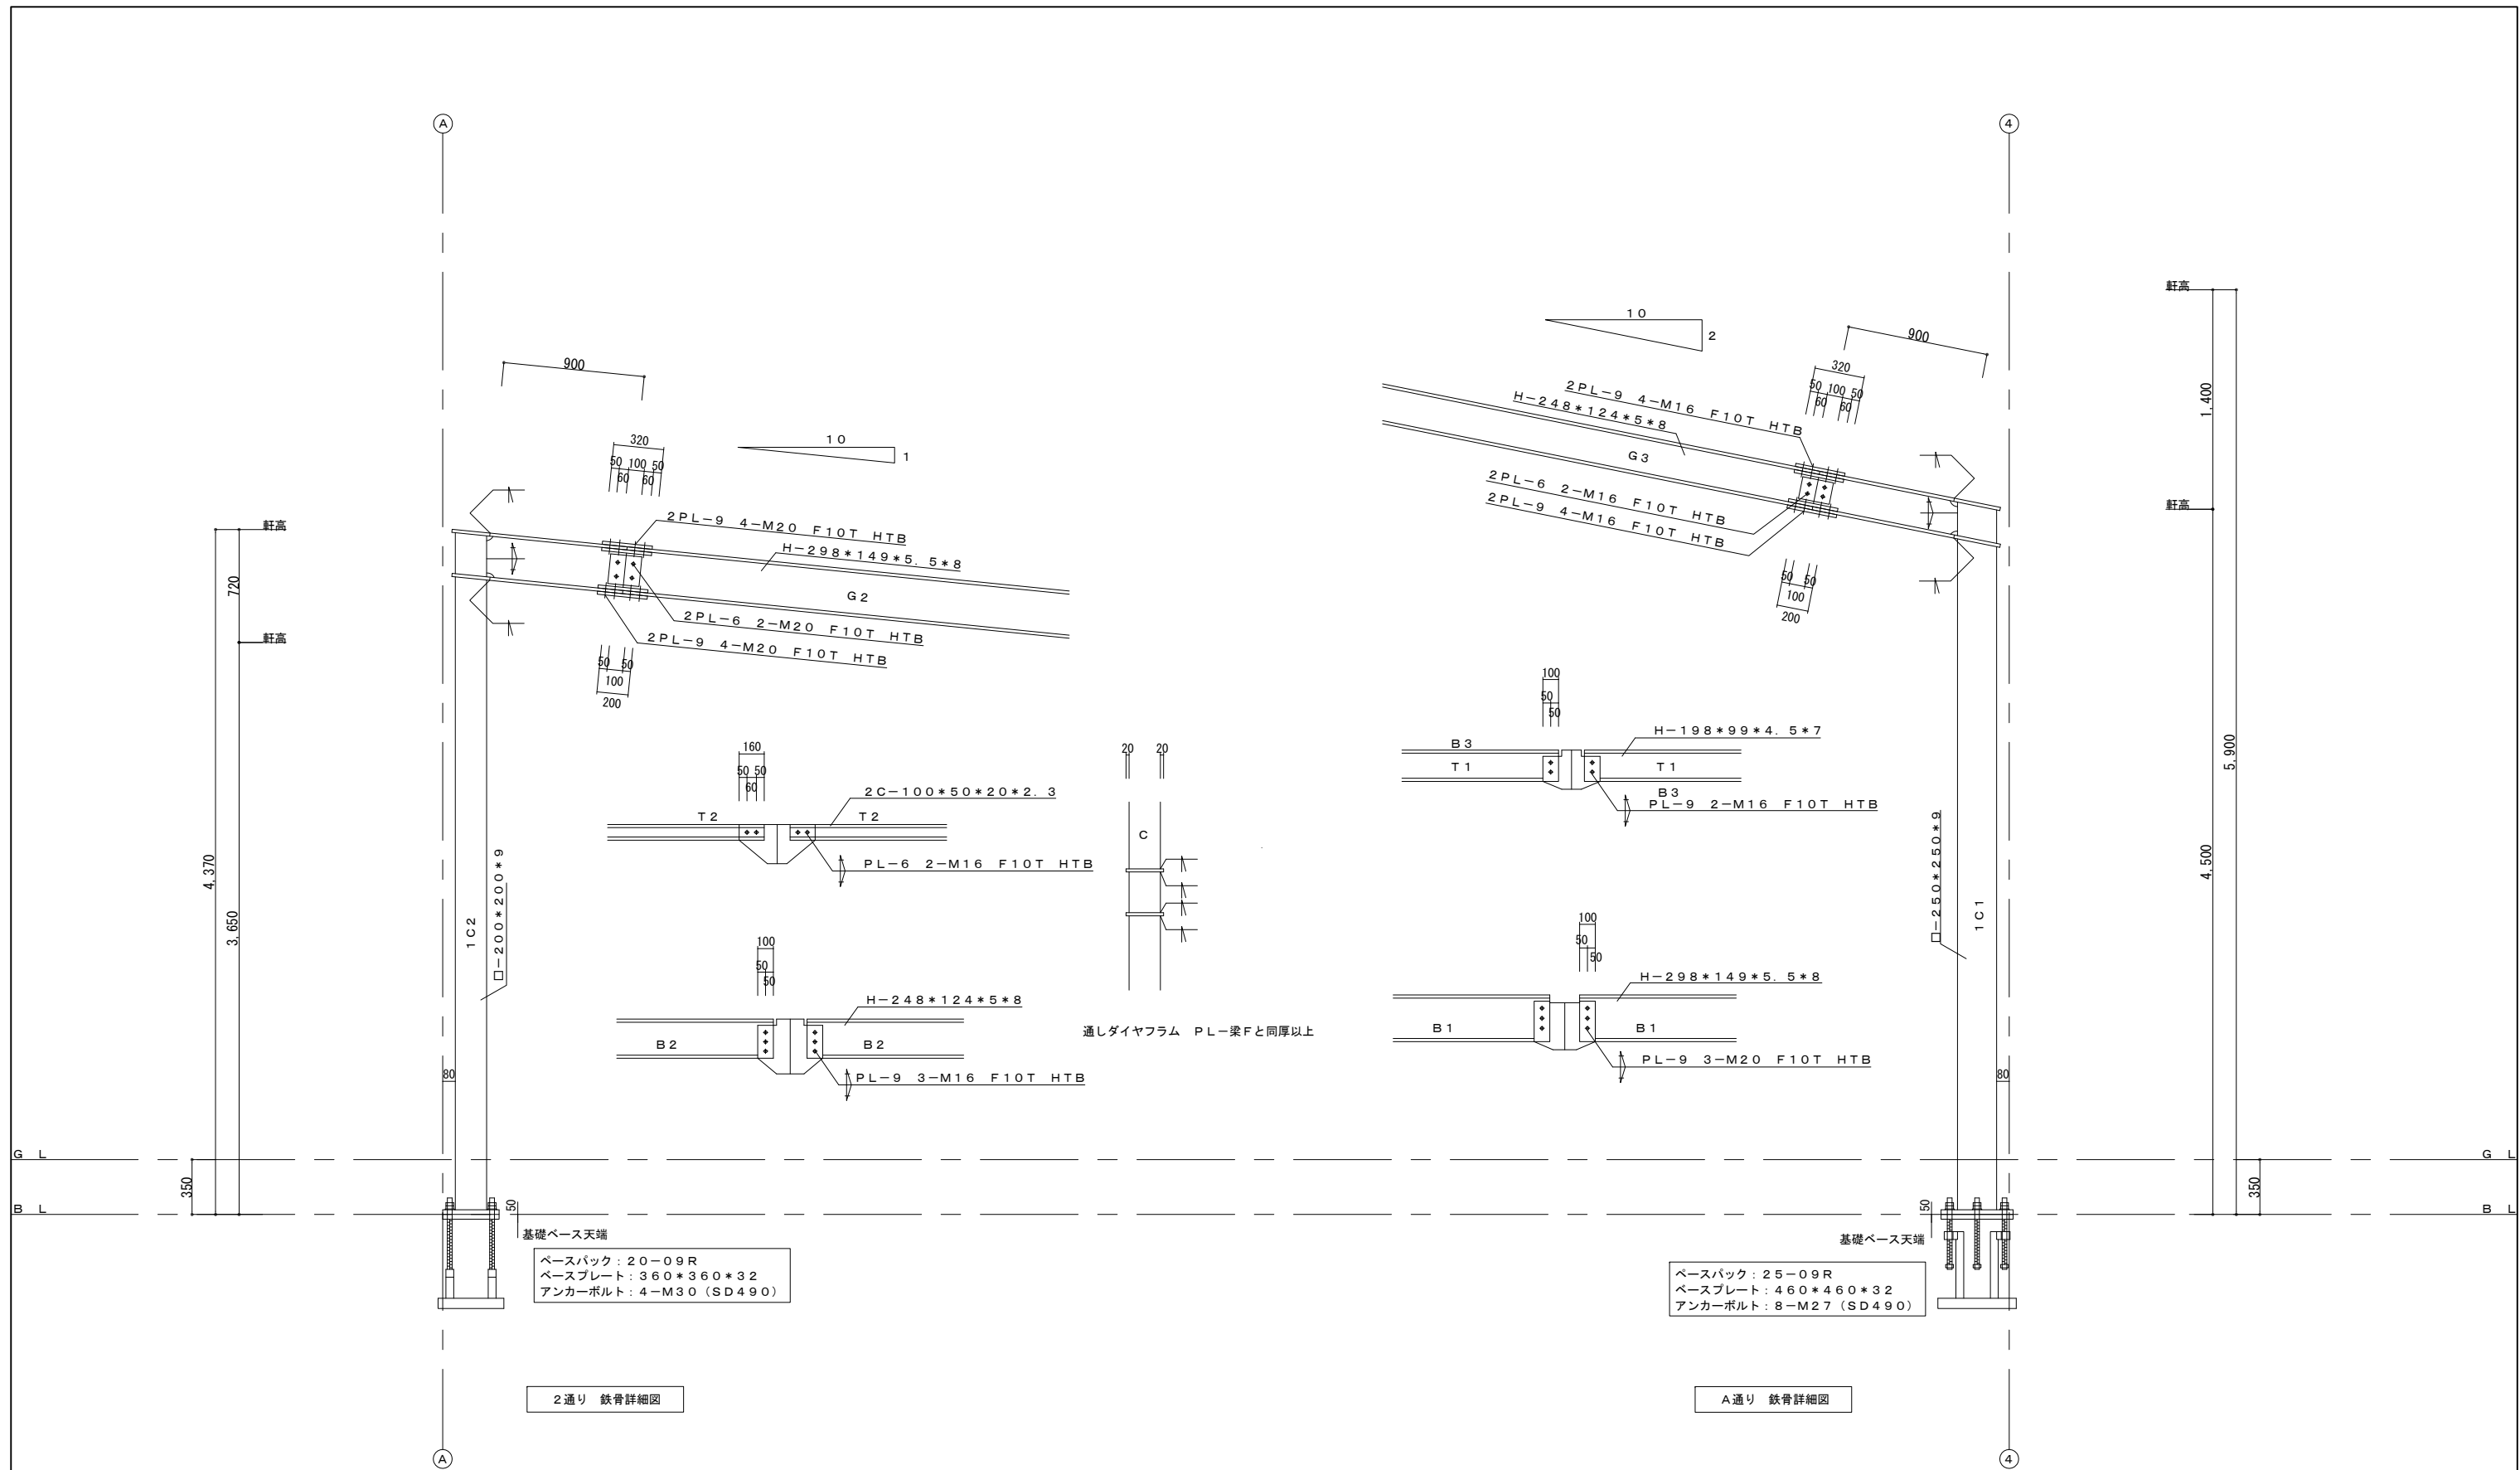 A
4
軒高
10
2
900
1,400
900
320
320
50 100 50
60 60
2PL-9 4-M16 F10T HTB
H-248*124*5*8
10
1
50 100 50
60 60
G3
2PL-6 2-M16 F10T HTB
2PL-9 4-M16 F10T HTB
軒高
軒高
2PL-9 4-M20 F10T HTB
H-298*149*5.5*8
720
G2
50 50
100
200
2PL-6 2-M20 F10T HTB
2PL-9 4-M20 F10T HTB
軒高
50 50
100
200
100
50
50
H-198*99*4.5*7
B3
T1
T1
B3
PL-9 2-M16 F10T HTB
160
50 50
60
2C-100*50*20*2.3
T2
T2
PL-6 2-M16 F10T HTB
20 20
C
5,900
4,500
4,370
3,650
1C2
□-200*200*9
□-250*250*9
1C1
100
50
50
H-248*124*5*8
B2
B2
PL-9 3-M16 F10T HTB
通しダイヤフラム PL-梁Fと同厚以上
100
50
50
H-298*149*5.5*8
B1
B1
PL-9 3-M20 F10T HTB
80
80
G L
G L
350
350
B L
B L
50
50
基礎ベース天端
基礎ベース天端
ベースパック:20-09R
ベースプレート:360*360*32
アンカーボルト:4-M30(SD490)
ベースパック:25-09R
ベースプレート:460*460*32
アンカーボルト:8-M27(SD490)
2通り 鉄骨詳細図
A通り 鉄骨詳細図
A
4